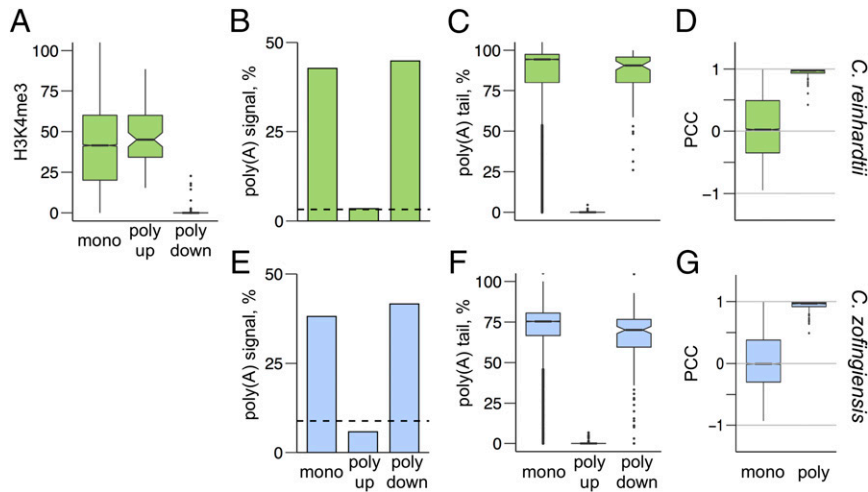 A
H3K4me3
100
75
50
25
0
mono
poly
up
poly
down
B
poly(A) signal, %
50
25
0
C
poly(A) tail, %
100
75
50
25
0
D
PCC
1
0
−1
C. reinhardtii
E
poly(A) signal, %
50
25
0
mono
poly
up
poly
down
F
poly(A) tail, %
100
75
50
25
0
mono
poly
up
poly
down
G
PCC
1
0
−1
mono
poly
C. zofingiensis